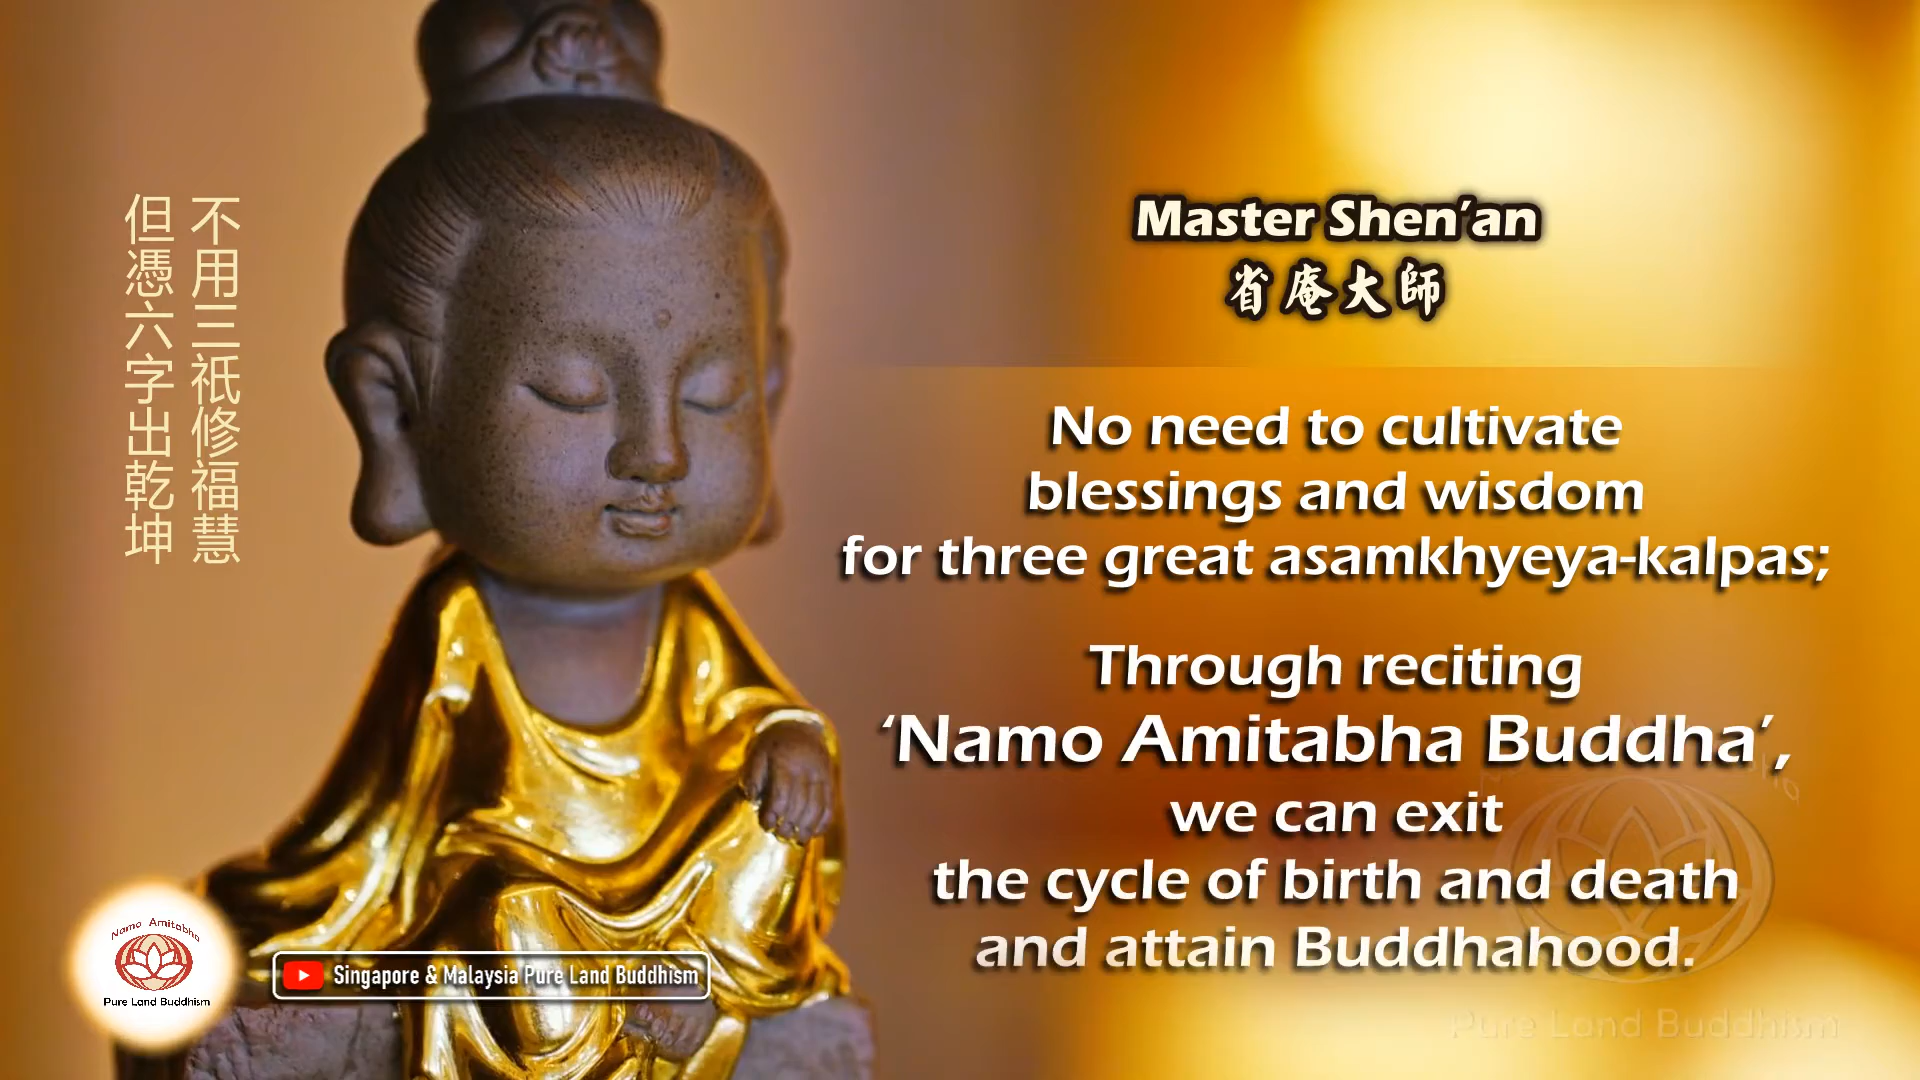 不用三祇修福慧
但憑六字出乾坤
Master Shen’an
省庵大師
No need to cultivate
blessings and wisdom
for three great asamkhyeya-kalpas;
Through reciting
‘Namo Amitabha Buddha’,
we can exit
the cycle of birth and death
and attain Buddhahood.
Namo Amitabha
Pure Land Buddhism
Singapore & Malaysia Pure Land Buddhism
Pure Land Buddhism